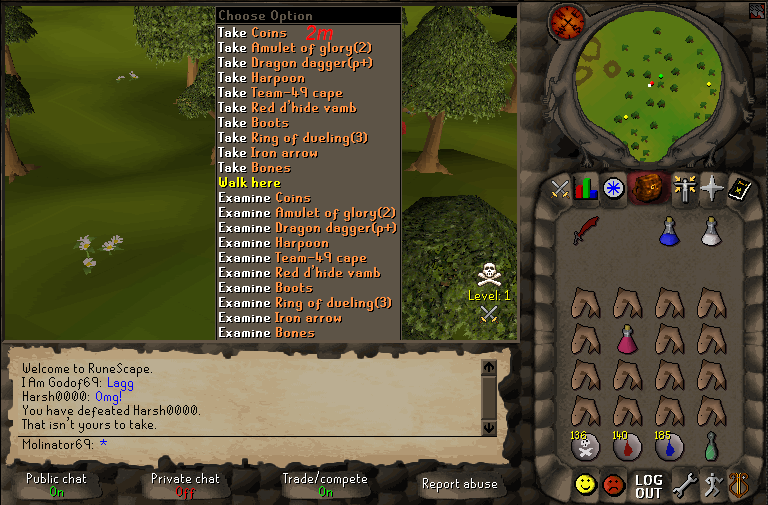 Choose Option
Take Coins 2m
Take Amulet of glory(2)
Take Dragon dagger(p+)
Take Harpoon
Take Team-49 cape
Take Red d'hide vamb
Take Boots
Take Ring of dueling(3)
Take Iron arrow
Take Bones
Walk here
Examine Coins
Examine Amulet of glory(2)
Examine Dragon dagger(p+)
Examine Harpoon
Examine Team-49 cape
Examine Red d'hide vamb
Examine Boots
Examine Ring of dueling(3)
Examine Iron arrow
Examine Bones
Level: 1
Welcome to RuneScape.
I Am Godof69: Lagg
Harsh0000: Omg!
You have defeated Harsh0000.
That isn't yours to take.
Molinator69: *
136
140
185
Public chat
On
Private chat
Off
Trade/compete
On
Report abuse
LOG
OUT